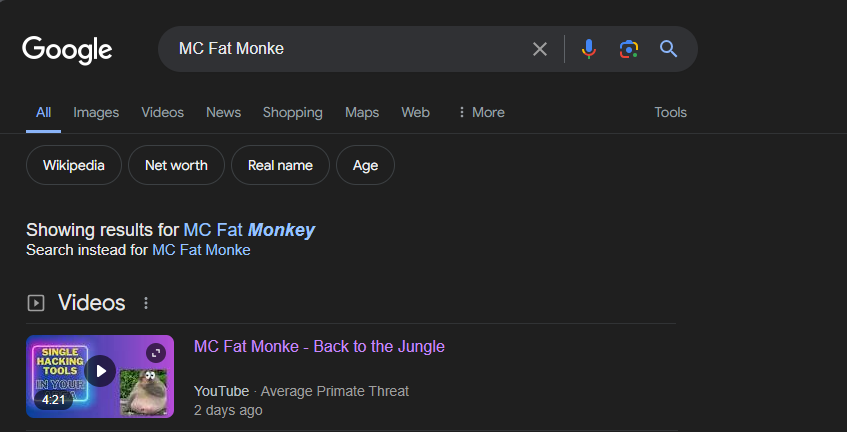 Google
MC Fat Monke
All Images Videos News Shopping Maps Web More Tools
Wikipedia Net worth Real name Age
Showing results for MC Fat Monkey
Search instead for MC Fat Monke
Videos
SINGLE
HACKING
TOOLS
IN YOUR
4:21
MC Fat Monke - Back to the Jungle
YouTube · Average Primate Threat
2 days ago